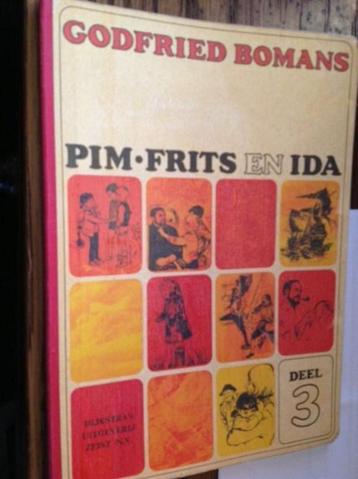 GODFRIED BOMANS
PIM·FRITS EN IDA
DEEL
3
DIJKSTRA'S
UITGEVERIJ
ZEIST N.V.